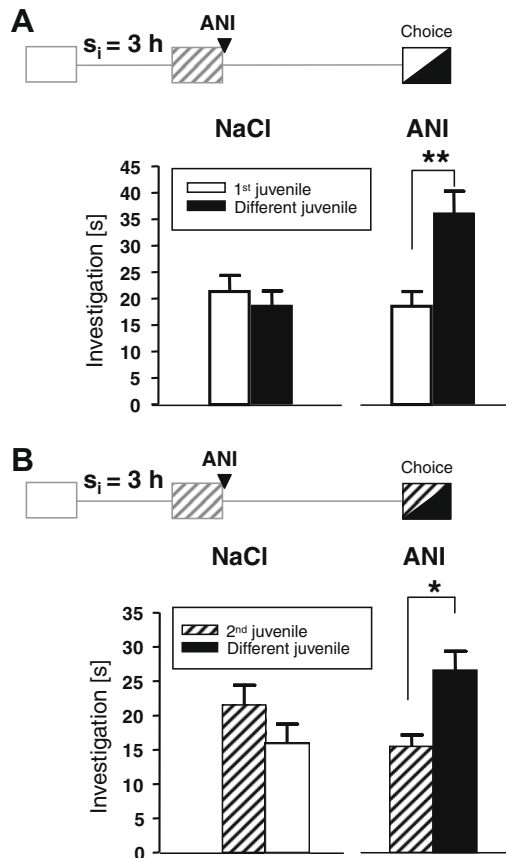 A
ANI
sᵢ = 3 h
Choice
NaCl
ANI
Investigation [s]
45
40
35
30
25
20
15
10
5
0
1st juvenile
Different juvenile
**
B
ANI
sᵢ = 3 h
Choice
NaCl
ANI
Investigation [s]
35
30
25
20
15
10
5
0
2nd juvenile
Different juvenile
*